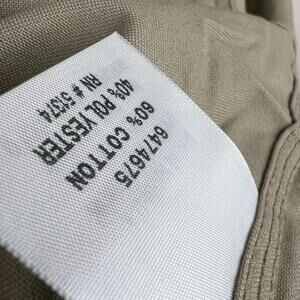 6474675
60% COTTON
40% POLYESTER
RN # 51374